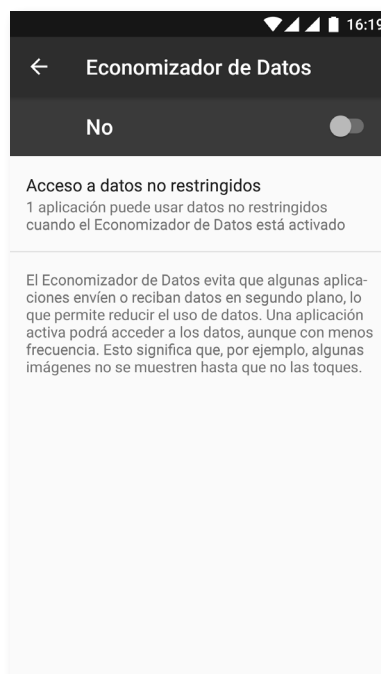 16:19
Economizador de Datos
No
Acceso a datos no restringidos
1 aplicación puede usar datos no restringidos
cuando el Economizador de Datos está activado
El Economizador de Datos evita que algunas aplica-
ciones envíen o reciban datos en segundo plano, lo
que permite reducir el uso de datos. Una aplicación
activa podrá acceder a los datos, aunque con menos
frecuencia. Esto significa que, por ejemplo, algunas
imágenes no se muestren hasta que no las toques.